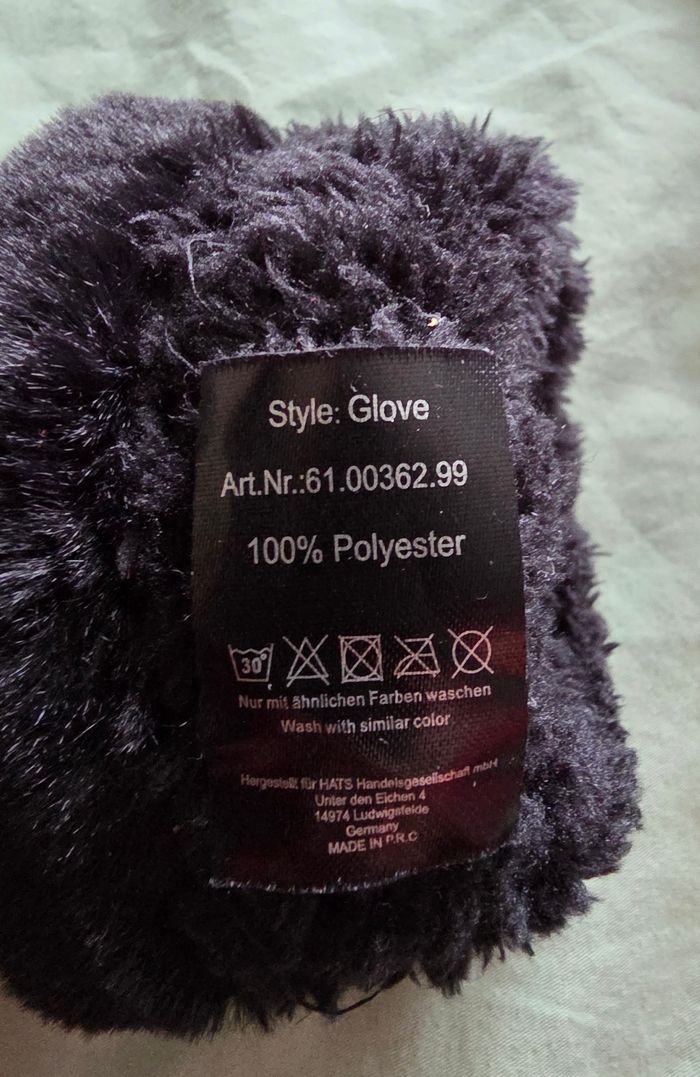 Style: Glove
Art.Nr.:61.00362.99
100% Polyester
30°
Nur mit ähnlichen Farben waschen
Wash with similar color
Hergestellt für HATS Handelsgesellschaft mbH
Unter den Eichen 4
14974 Ludwigsfelde
Germany
MADE IN P.R.C